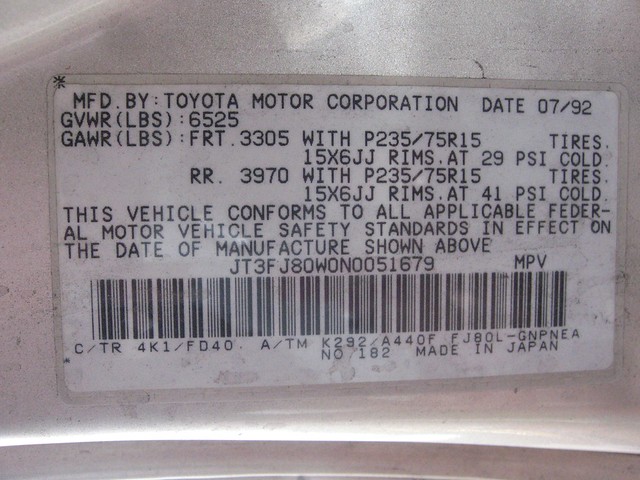 MFD. BY: TOYOTA MOTOR CORPORATION DATE 07/92
GVWR(LBS): 6525
GAWR(LBS): FRT. 3305 WITH P235/75R15 TIRES.
15X6JJ RIMS. AT 29 PSI COLD.
RR. 3970 WITH P235/75R15 TIRES.
15X6JJ RIMS. AT 41 PSI COLD.
THIS VEHICLE CONFORMS TO ALL APPLICABLE FEDER-
AL MOTOR VEHICLE SAFETY STANDARDS IN EFFECT ON
THE DATE OF MANUFACTURE SHOWN ABOVE
JT3FJ80W0N0051679 MPV
C/TR 4K1/FD40. A/TM K292/A440F FJ80L-GNPNEA
NO/182 MADE IN JAPAN